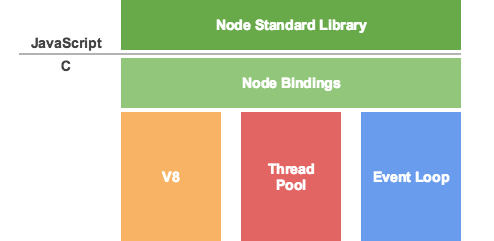 Node Standard Library
JavaScript
C
Node Bindings
V8
Thread
Pool
Event Loop